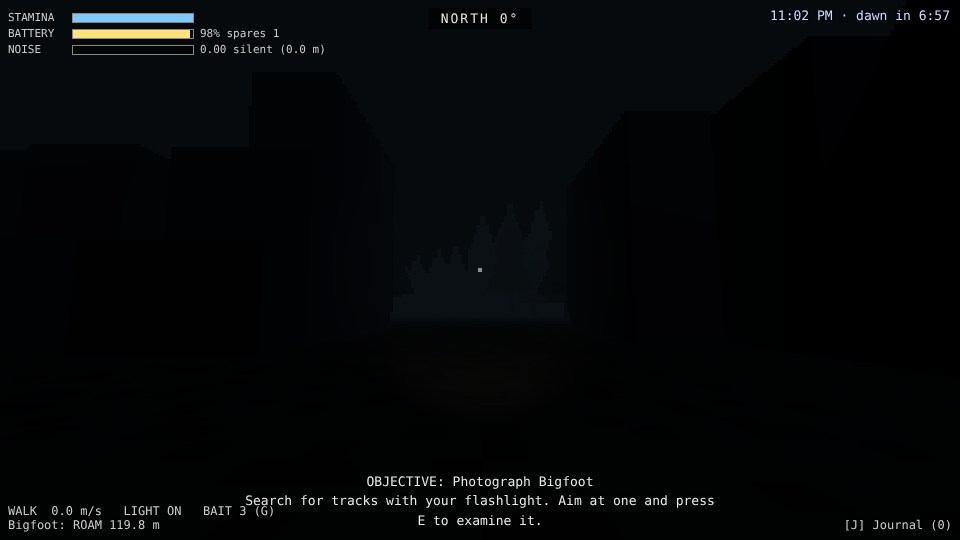 STAMINA
BATTERY 98% spares 1
NOISE 0.00 silent (0.0 m)
NORTH 0°
11:02 PM · dawn in 6:57
OBJECTIVE: Photograph Bigfoot
Search for tracks with your flashlight. Aim at one and press
E to examine it.
WALK 0.0 m/s LIGHT ON BAIT 3 (G)
Bigfoot: ROAM 119.8 m
[J] Journal (0)